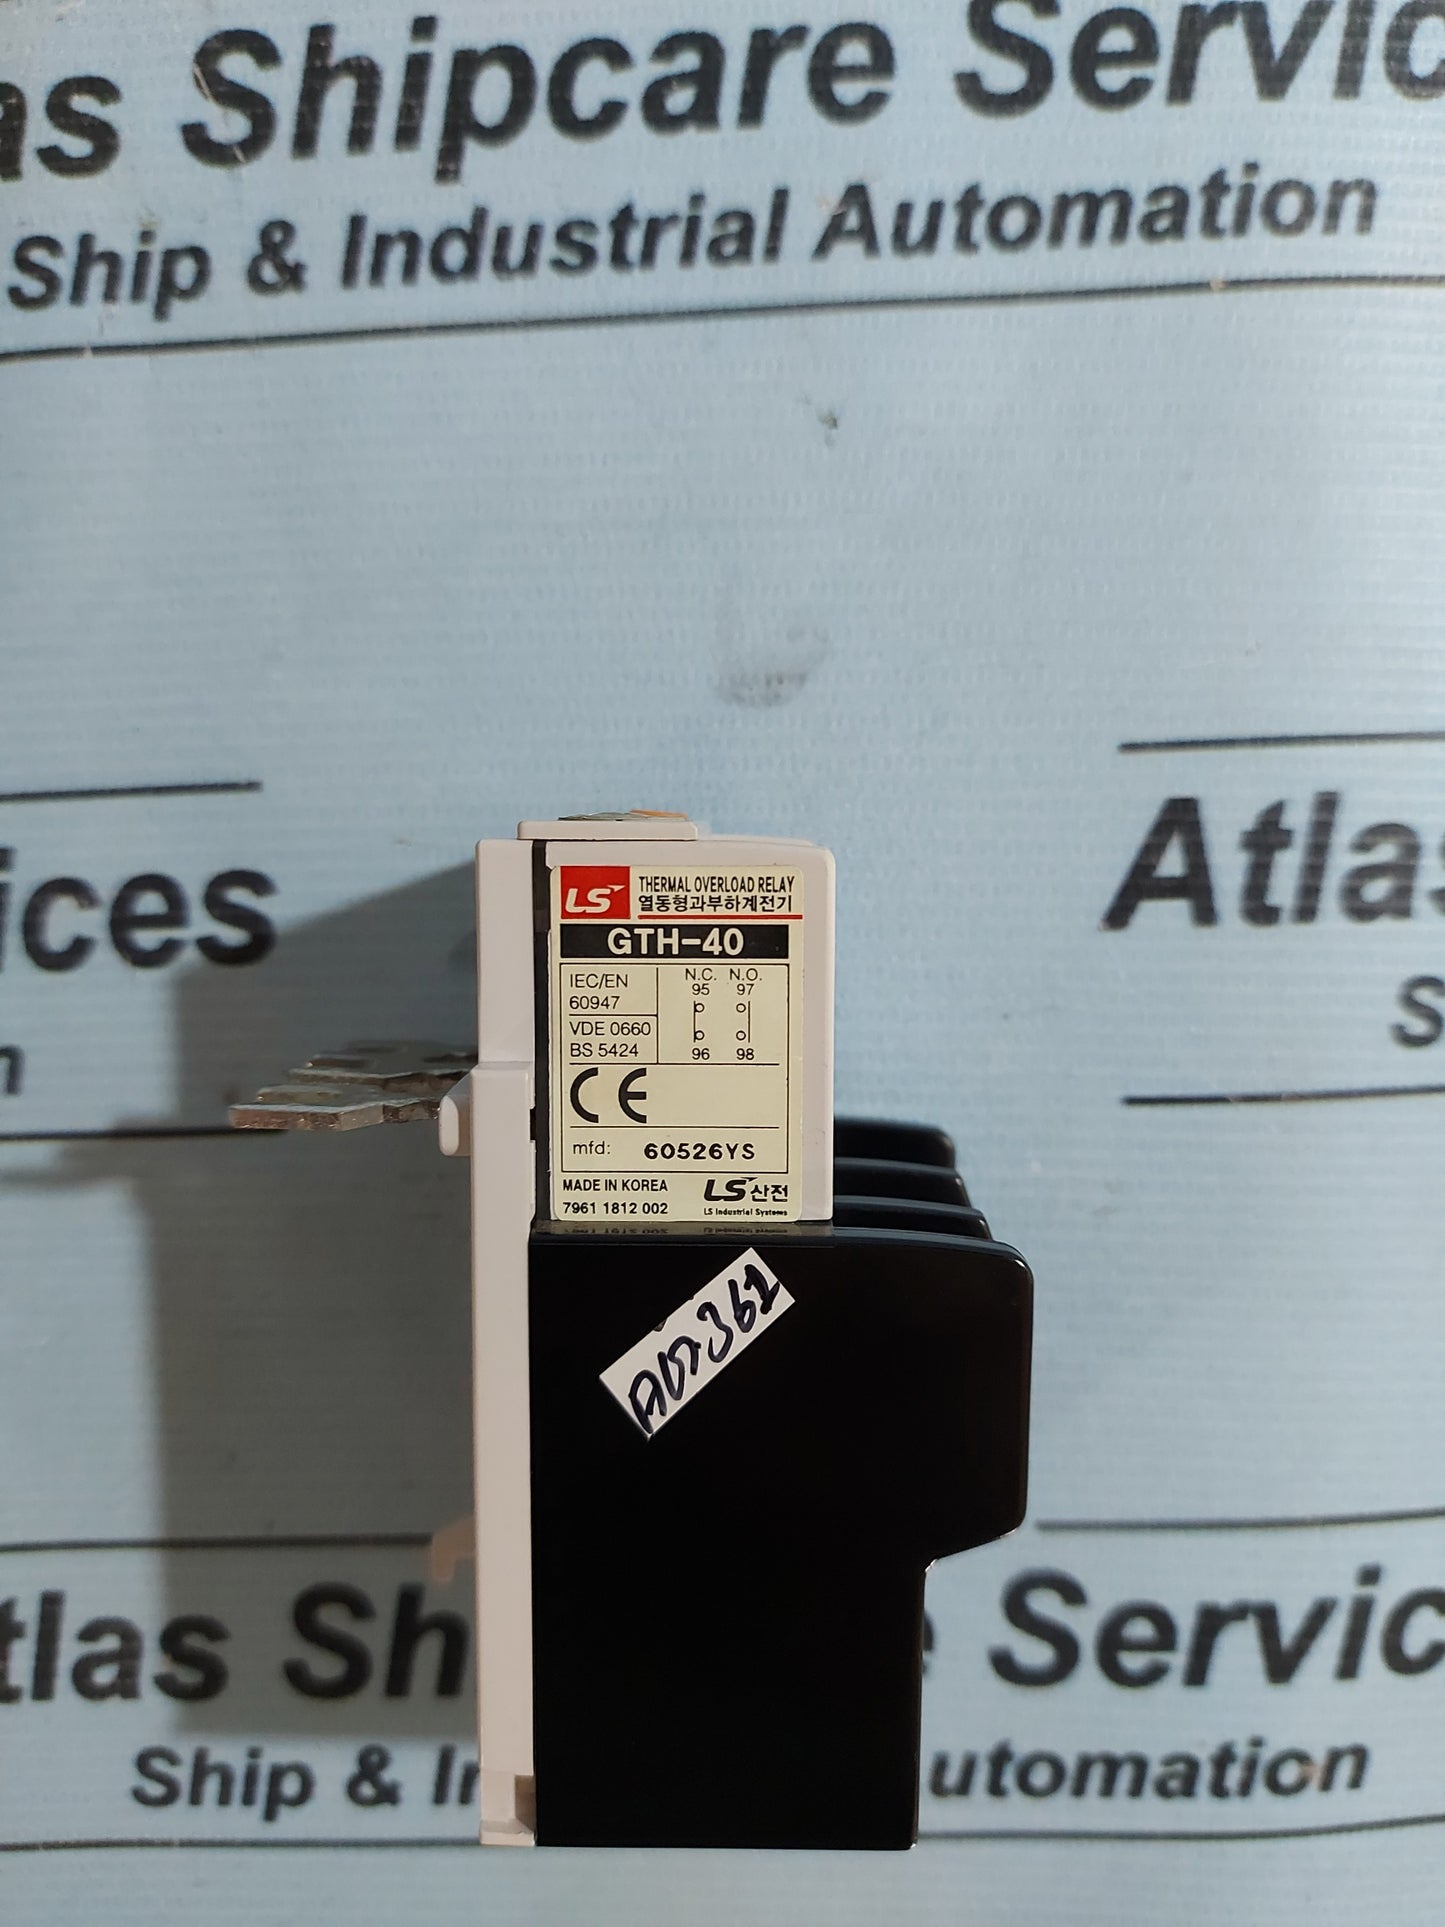 as Shipcare Servic
Ship & Industrial Automation
ices
Atlas
S
n
LS
THERMAL OVERLOAD RELAY
열동형과부하계전기
GTH-40
IEC/EN
60947
VDE 0660
BS 5424
N.C. N.O.
95 97
96 98
CE
mfd: 60526YS
MADE IN KOREA
7961 1812 002
LS산전
LS Industrial Systems
tlas Sh
e Servic
Ship & In
utomation